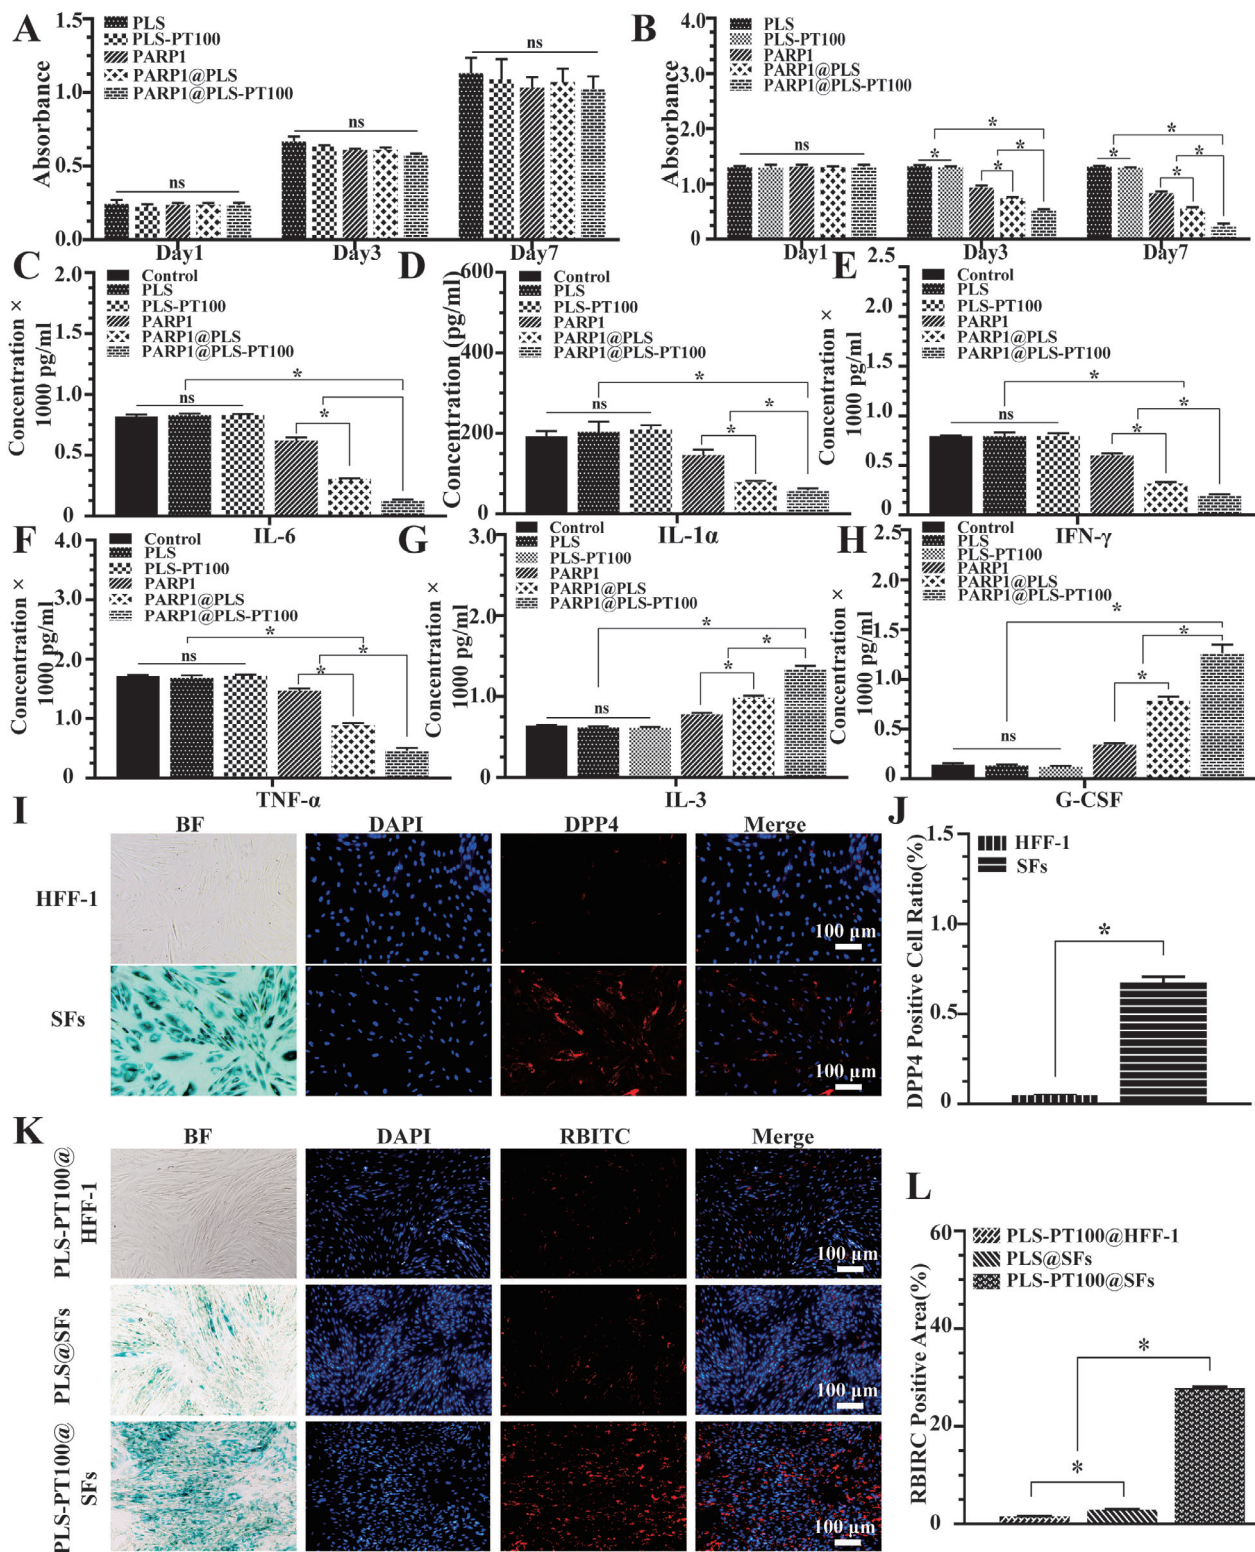 A
Absorbance
1.5
1.0
0.5
0.0
PLS
PLS-PT100
PARP1
PARP1@PLS
PARP1@PLS-PT100
ns
ns
ns
Day1
Day3
Day7
B
Absorbance
4.0
3.0
2.0
1.0
0
PLS
PLS-PT100
PARP1
PARP1@PLS
PARP1@PLS-PT100
ns
*
*
*
*
*
*
*
*
Day1
Day3
Day7
C
Concentration ×
1000 pg/ml
2.0
1.5
1.0
0.5
0
Control
PLS
PLS-PT100
PARP1
PARP1@PLS
PARP1@PLS-PT100
ns
*
*
IL-6
D
Concentration (pg/ml)
600
400
200
0
Control
PLS
PLS-PT100
PARP1
PARP1@PLS
PARP1@PLS-PT100
ns
*
*
*
IL-1α
E
Concentration ×
1000 pg/ml
2.5
2.0
1.5
1.0
0.5
0
Control
PLS
PLS-PT100
PARP1
PARP1@PLS
PARP1@PLS-PT100
ns
*
*
*
IFN-γ
F
Concentration ×
1000 pg/ml
4.0
3.0
2.0
1.0
0
Control
PLS
PLS-PT100
PARP1
PARP1@PLS
PARP1@PLS-PT100
ns
*
*
*
TNF-α
G
Concentration ×
1000 pg/ml
3.0
2.0
1.0
0
Control
PLS
PLS-PT100
PARP1
PARP1@PLS
PARP1@PLS-PT100
ns
*
*
*
IL-3
H
Concentration ×
1000 pg/ml
2.5
2.0
1.5
1.0
0.5
0
Control
PLS
PLS-PT100
PARP1
PARP1@PLS
PARP1@PLS-PT100
ns
*
*
*
G-CSF
I
BF
DAPI
DPP4
Merge
HFF-1
100 µm
SFs
100 µm
J
DPP4 Positive Cell Ratio(%)
1.5
1.0
0.5
0
HFF-1
SFs
*
K
BF
DAPI
RBITC
Merge
PLS-PT100@
HFF-1
100 µm
PLS@SFs
100 µm
PLS-PT100@
SFs
100 µm
L
RBIRC Positive Area(%)
60
40
20
0
PLS-PT100@HFF-1
PLS@SFs
PLS-PT100@SFs
*
*